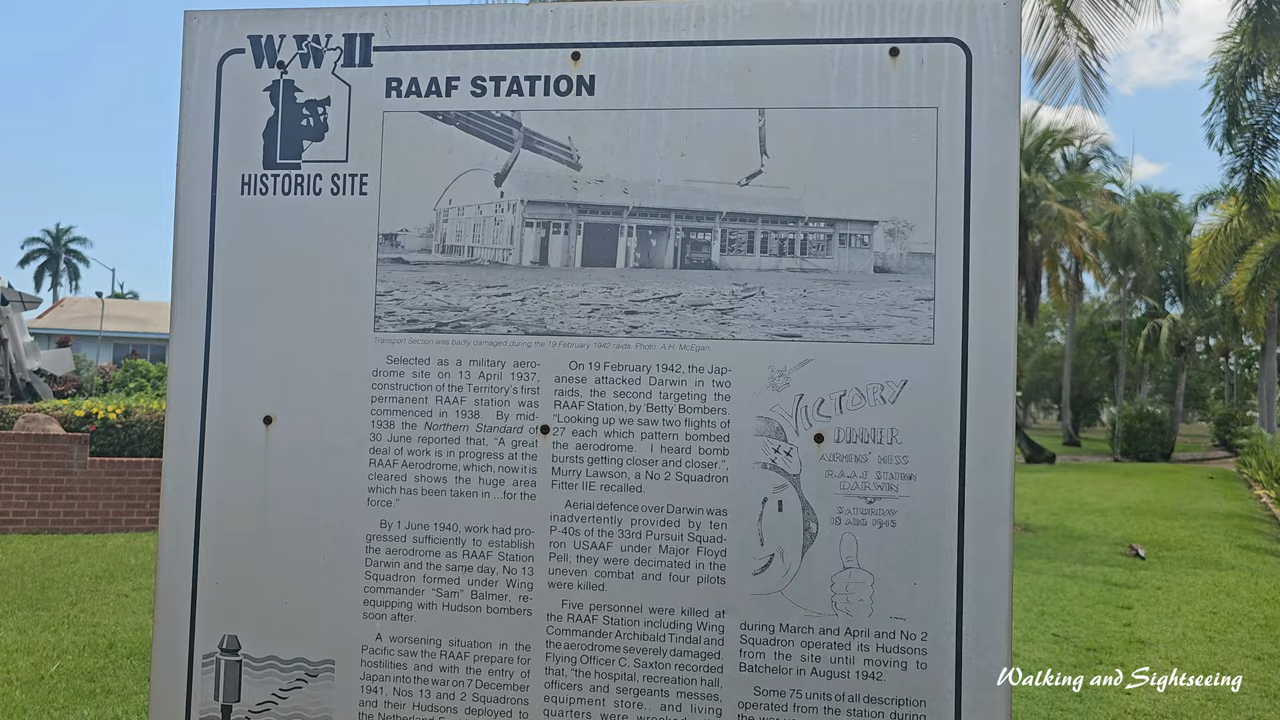 WWII
HISTORIC SITE
RAAF STATION
Transport Section was badly damaged during the 19 February 1942 raids. Photo: A.H. McEgan.
Selected as a military aero-
drome site on 13 April 1937,
construction of the Territory's first
permanent RAAF station was
commenced in 1938. By mid-
1938 the Northern Standard of
30 June reported that, "A great
deal of work is in progress at the
RAAF Aerodrome, which, now it is
cleared shows the huge area
which has been taken in ...for the
force."
By 1 June 1940, work had pro-
gressed sufficiently to establish
the aerodrome as RAAF Station
Darwin and the same day, No 13
Squadron formed under Wing
commander "Sam" Balmer, re-
equipping with Hudson bombers
soon after.
A worsening situation in the
Pacific saw the RAAF prepare for
hostilities and with the entry of
Japan into the war on 7 December
1941, Nos 13 and 2 Squadrons
and their Hudsons deployed to
the Netherland
On 19 February 1942, the Jap-
anese attacked Darwin in two
raids, the second targeting the
RAAF Station, by 'Betty' Bombers.
"Looking up we saw two flights of
27 each which pattern bombed
the aerodrome. I heard bomb
bursts getting closer and closer.",
Murry Lawson, a No 2 Squadron
Fitter IIE recalled.
Aerial defence over Darwin was
inadvertently provided by ten
P-40s of the 33rd Pursuit Squad-
ron USAAF under Major Floyd
Pell; they were decimated in the
uneven combat and four pilots
were killed.
Five personnel were killed at
the RAAF Station including Wing
Commander Archibald Tindal and
the aerodrome severely damaged.
Flying Officer C. Saxton recorded
that, "the hospital, recreation hall,
officers and sergeants messes,
equipment store.. and living
quarters were wrecked, the
VICTORY
DINNER
AIRMENS' MESS
R.A.A.F. STATION
DARWIN
SATURDAY
18 AUG 1945
during March and April and No 2
Squadron operated its Hudsons
from the site until moving to
Batchelor in August 1942.
Some 75 units of all description
operated from the station during
the war
Walking and Sightseeing